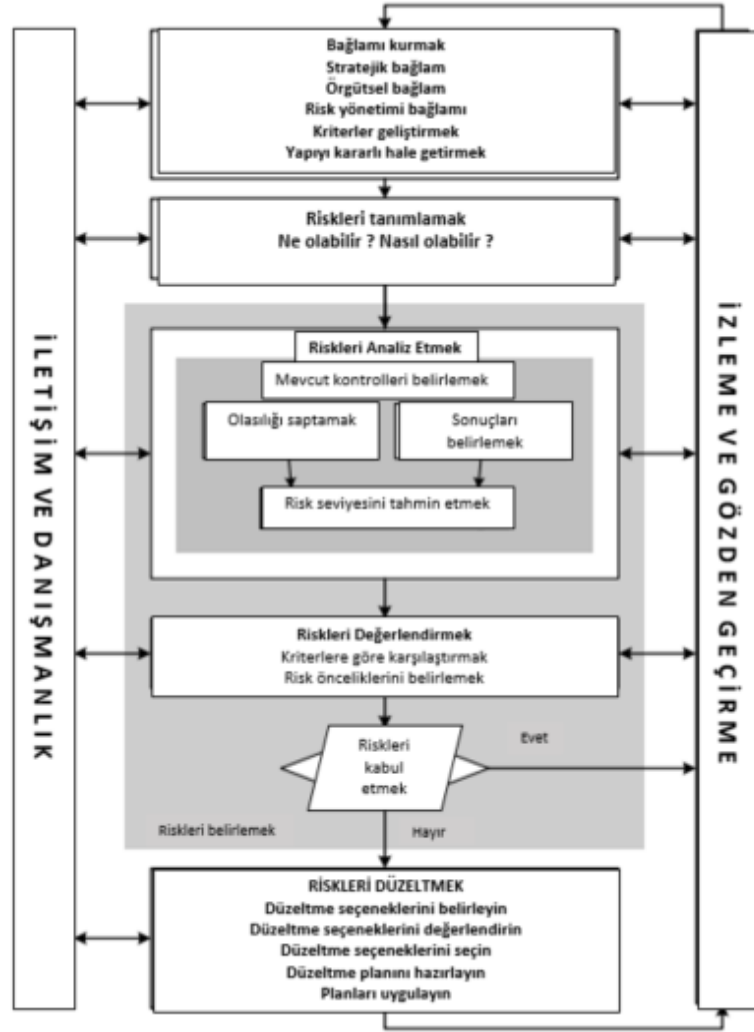 Bağlamı kurmak
Stratejik bağlam
Örgütsel bağlam
Risk yönetimi bağlamı
Kriterler geliştirmek
Yapıyı kararlı hale getirmek
Riskleri tanımlamak
Ne olabilir ? Nasıl olabilir ?
İLETİŞİM VE DANIŞMANLIK
İZLEME VE GÖZDEN GEÇİRME
Riskleri Analiz Etmek
Mevcut kontrolleri belirlemek
Olasılığı saptamak
Sonuçları
belirlemek
Risk seviyesini tahmin etmek
Riskleri Değerlendirmek
Kriterlere göre karşılaştırmak
Risk önceliklerini belirlemek
Riskleri
kabul
etmek
Evet
Riskleri belirlemek
Hayır
RİSKLERİ DÜZELTMEK
Düzeltme seçeneklerini belirleyin
Düzeltme seçeneklerini değerlendirin
Düzeltme seçeneklerini seçin
Düzeltme planını hazırlayın
Planları uygulayın